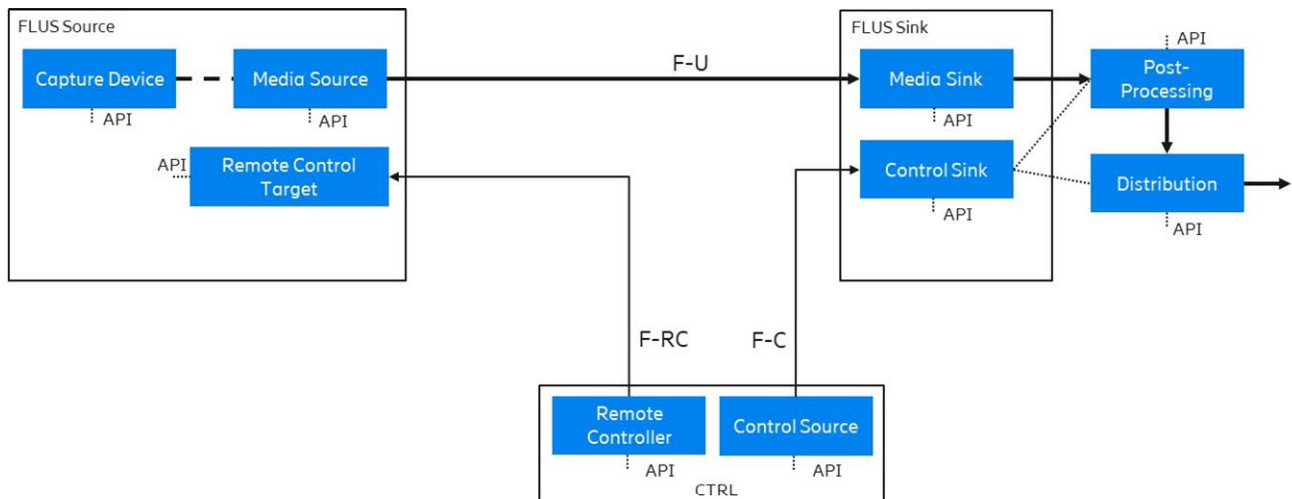 FLUS Source
FLUS Sink
API
Capture Device
Media Source
F-U
Media Sink
Post-
Processing
API
API
API
API
Remote Control
Target
Control Sink
Distribution
API
API
F-RC
F-C
Remote
Controller
Control Source
API
API
CTRL